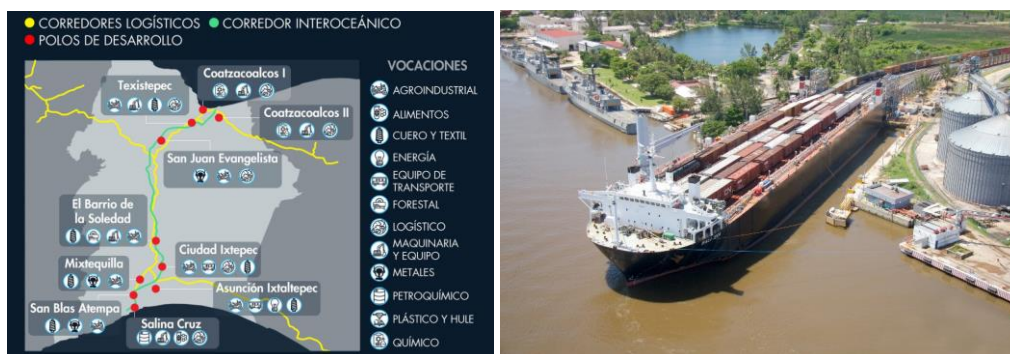 CORREDORES LOGÍSTICOS
CORREDOR INTEROCEÁNICO
POLOS DE DESARROLLO
VOCACIONES
Coatzacoalcos I
Texistepec
Coatzacoalcos II
San Juan Evangelista
El Barrio de
la Soledad
Ciudad Ixtepec
Mixtequilla
Asunción Ixtaltepec
San Blas Atempa
Salina Cruz
AGROINDUSTRIAL
ALIMENTOS
CUERO Y TEXTIL
ENERGÍA
EQUIPO DE
TRANSPORTE
FORESTAL
LOGÍSTICO
MAQUINARIA
Y EQUIPO
METALES
PETROQUÍMICO
PLÁSTICO Y HULE
QUÍMICO